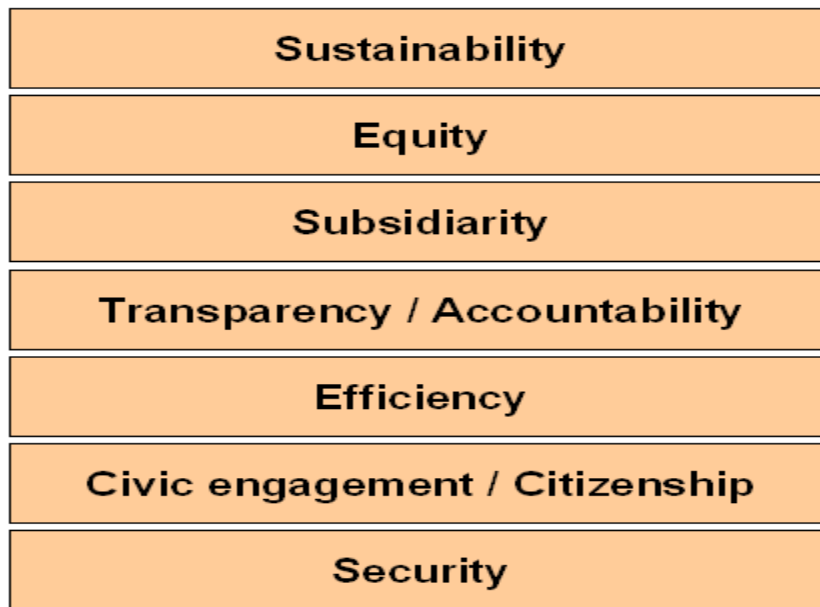 Sustainability
Equity
Subsidiarity
Transparency / Accountability
Efficiency
Civic engagement / Citizenship
Security